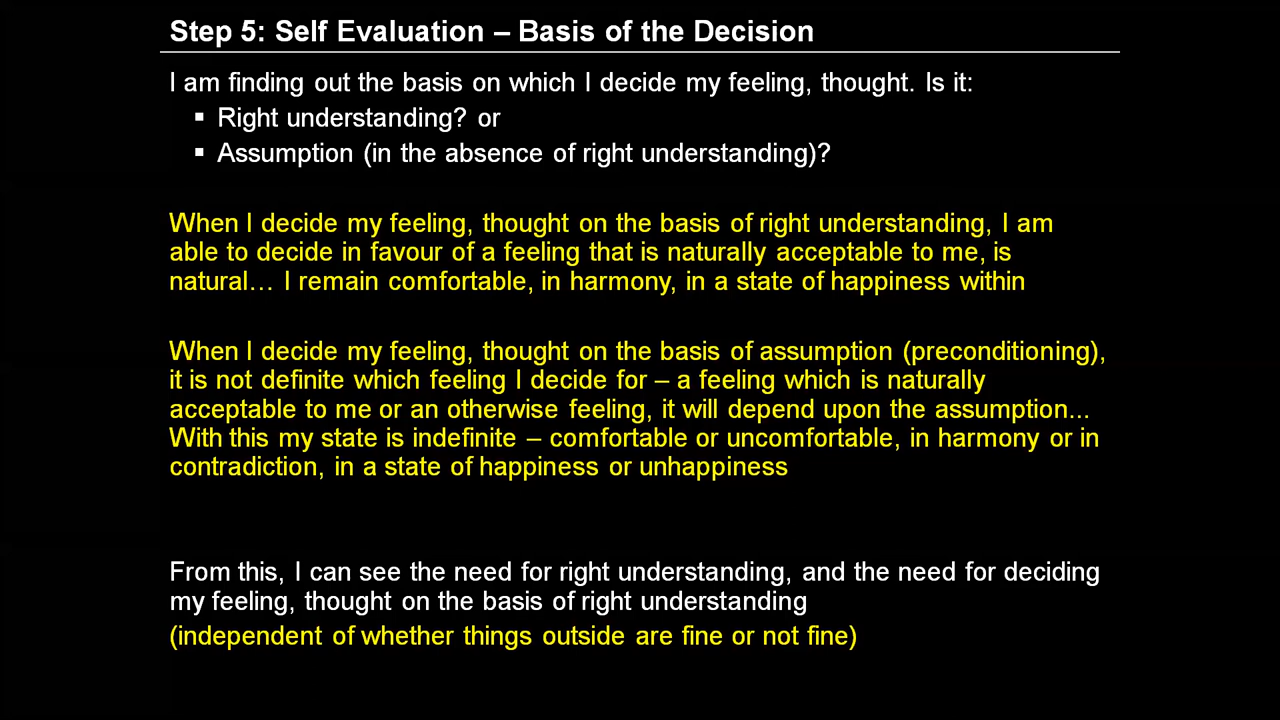 Step 5: Self Evaluation – Basis of the Decision
I am finding out the basis on which I decide my feeling, thought. Is it:
▪ Right understanding? or
▪ Assumption (in the absence of right understanding)?
When I decide my feeling, thought on the basis of right understanding, I am
able to decide in favour of a feeling that is naturally acceptable to me, is
natural… I remain comfortable, in harmony, in a state of happiness within
When I decide my feeling, thought on the basis of assumption (preconditioning),
it is not definite which feeling I decide for – a feeling which is naturally
acceptable to me or an otherwise feeling, it will depend upon the assumption...
With this my state is indefinite – comfortable or uncomfortable, in harmony or in
contradiction, in a state of happiness or unhappiness
From this, I can see the need for right understanding, and the need for deciding
my feeling, thought on the basis of right understanding
(independent of whether things outside are fine or not fine)